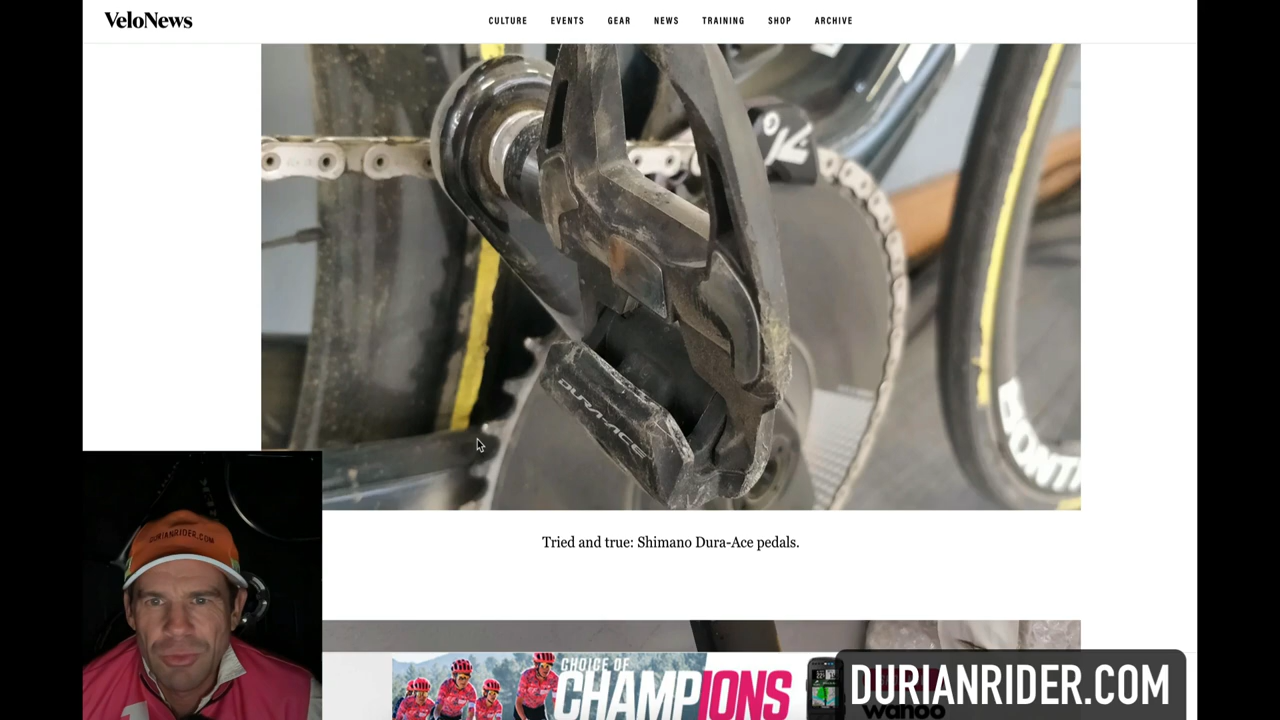 VeloNews
CULTURE EVENTS GEAR NEWS TRAINING SHOP ARCHIVE
DURA-ACE
BONT
Tried and true: Shimano Dura-Ace pedals.
DURIANRIDER.COM
CHOICE OF
CHAMPIONS
wahoo
DURIANRIDER.COM